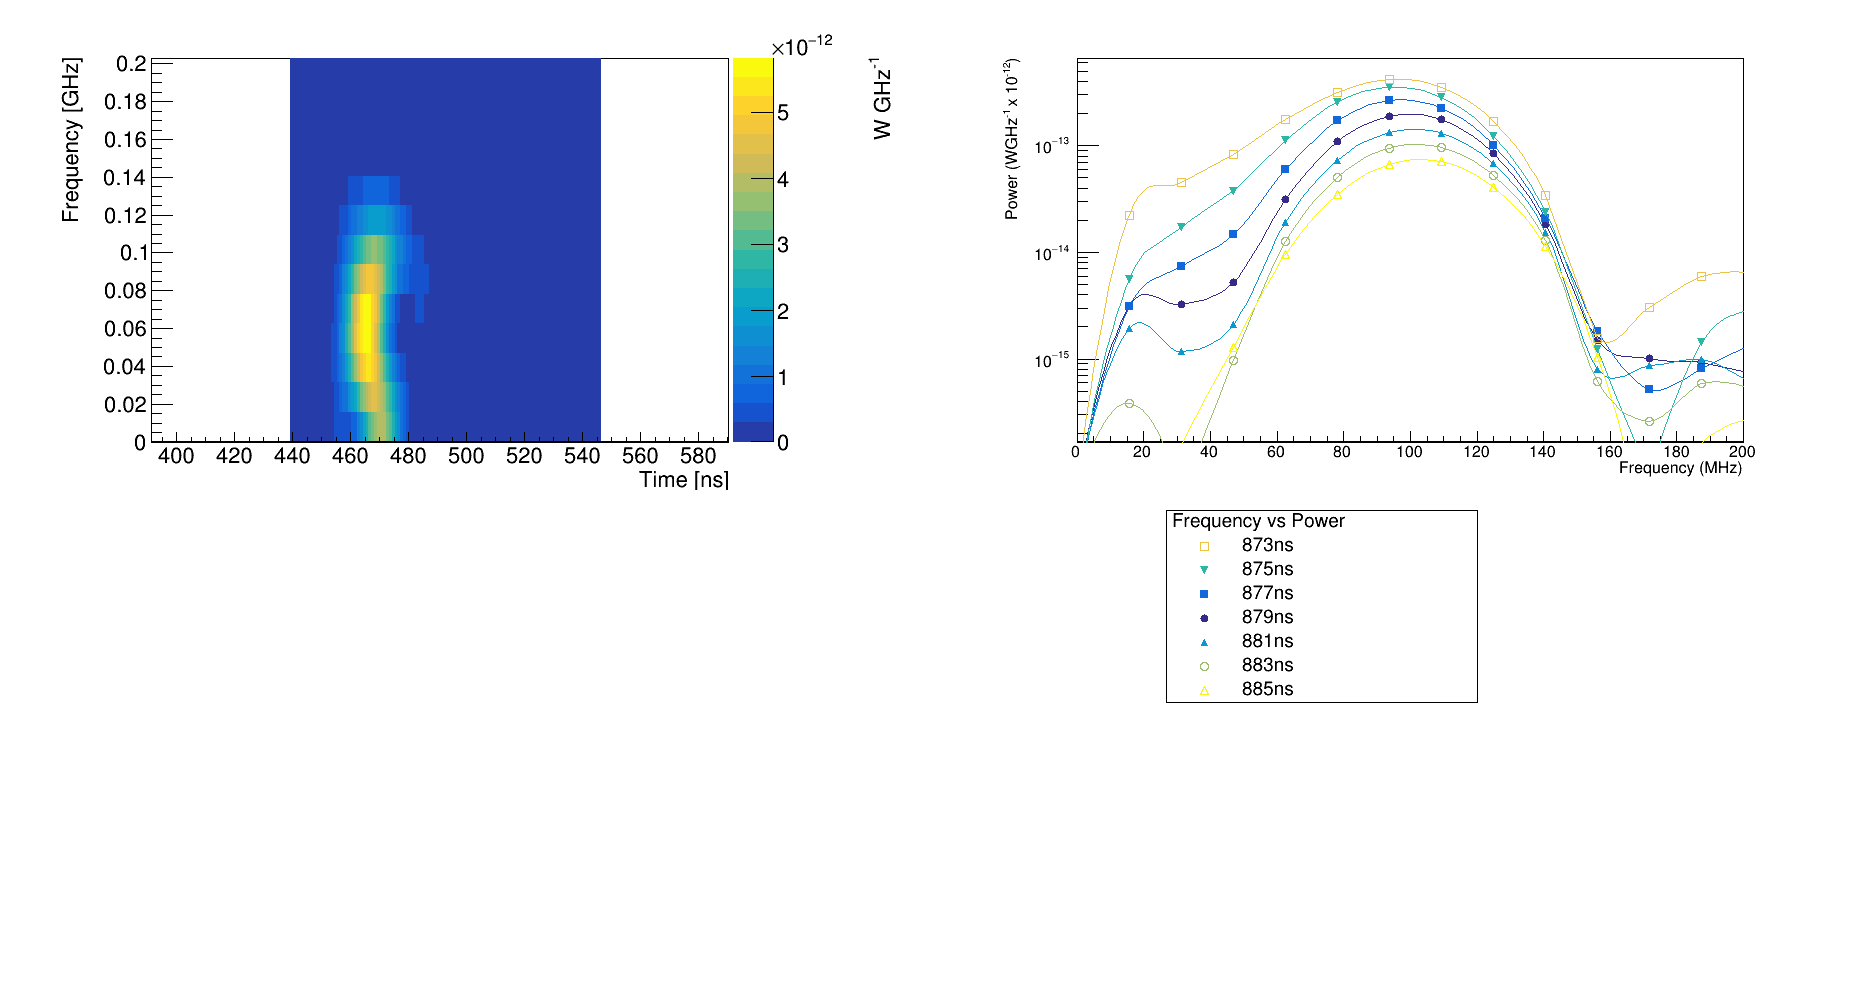 ×10⁻¹²
Frequency [GHz]
0.2
0.18
0.16
0.14
0.12
0.1
0.08
0.06
0.04
0.02
0
400 420 440 460 480 500 520 540 560 580
Time [ns]
5
4
3
2
1
0
W GHz⁻¹
Power (WGHz⁻¹ x 10⁻¹²)
10⁻¹³
10⁻¹⁴
10⁻¹⁵
0 20 40 60 80 100 120 140 160 180 200
Frequency (MHz)
Frequency vs Power
873ns
875ns
877ns
879ns
881ns
883ns
885ns